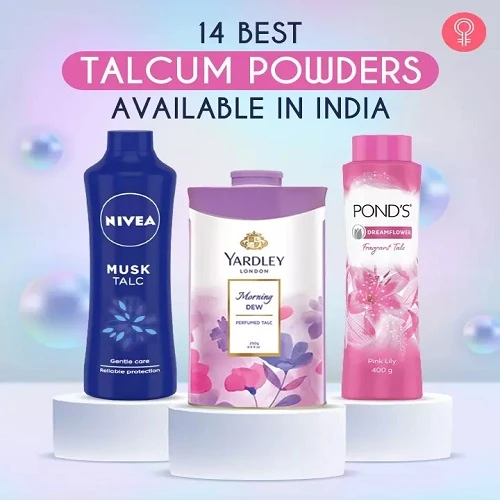 14 BEST
TALCUM POWDERS
AVAILABLE IN INDIA
NIVEA
MUSK
TALC
Gentle care
Reliable protection
YARDLEY
LONDON
Morning
DEW
PERFUMED TALC
250g
POND'S
DREAMFLOWER
Fragrant Talc
Pink Lily
400 g